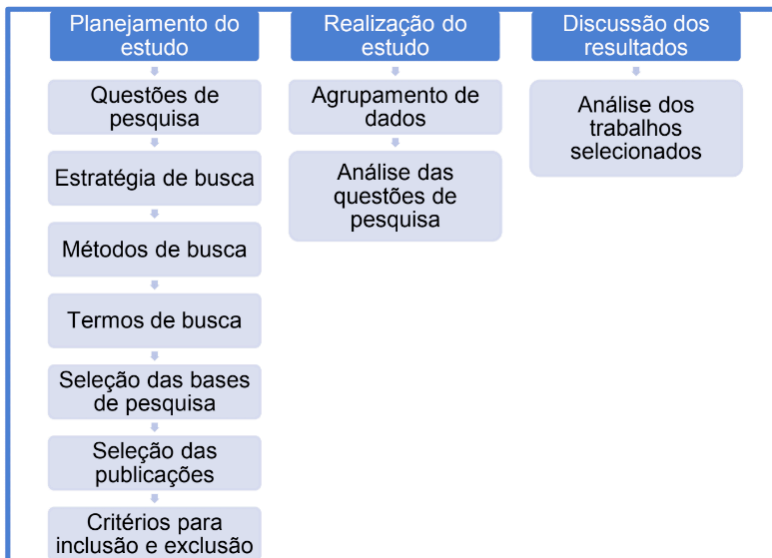 Planejamento do
estudo
Questões de
pesquisa
Estratégia de busca
Métodos de busca
Termos de busca
Seleção das bases
de pesquisa
Seleção das
publicações
Critérios para
inclusão e exclusão
Realização do
estudo
Agrupamento de
dados
Análise das
questões de
pesquisa
Discussão dos
resultados
Análise dos
trabalhos
selecionados